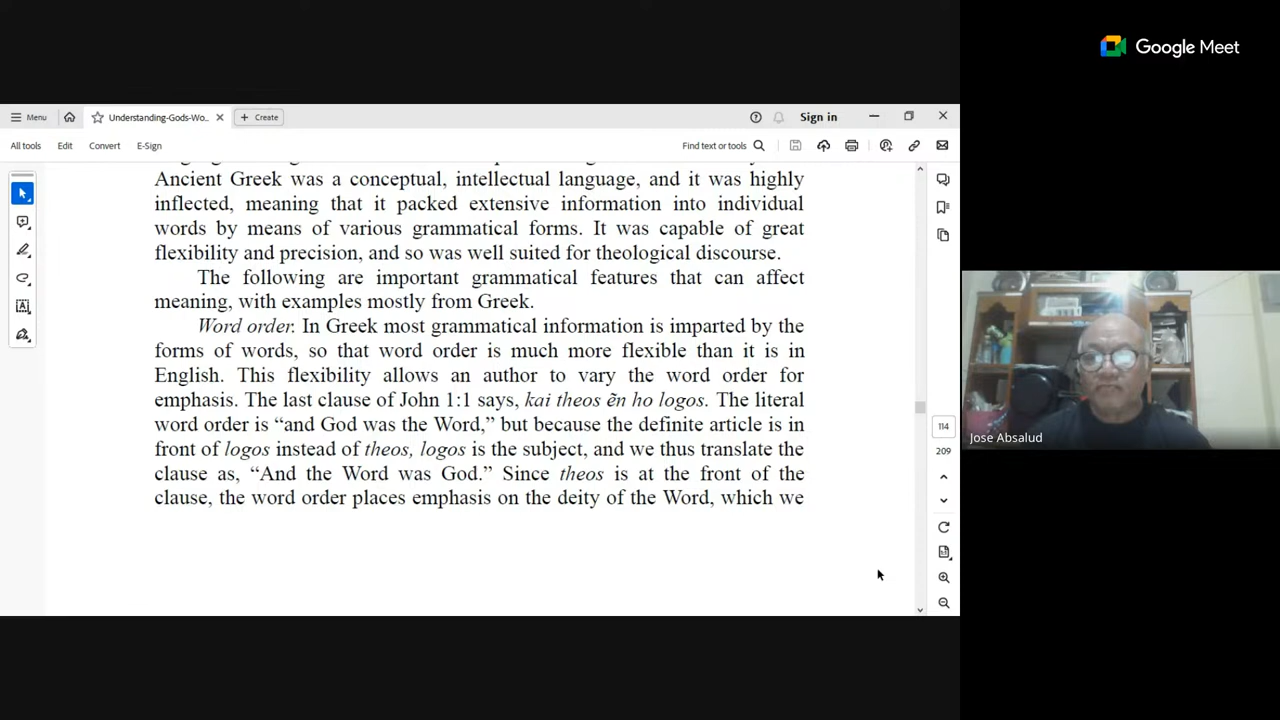 Google Meet
Menu
Understanding-Gods-Wo...
Create
Sign in
All tools
Edit
Convert
E-Sign
Find text or tools
Ancient Greek was a conceptual, intellectual language, and it was highly
inflected, meaning that it packed extensive information into individual
words by means of various grammatical forms. It was capable of great
flexibility and precision, and so was well suited for theological discourse.
The following are important grammatical features that can affect
meaning, with examples mostly from Greek.
Word order. In Greek most grammatical information is imparted by the
forms of words, so that word order is much more flexible than it is in
English. This flexibility allows an author to vary the word order for
emphasis. The last clause of John 1:1 says, kai theos ẽn ho logos. The literal
word order is “and God was the Word,” but because the definite article is in
front of logos instead of theos, logos is the subject, and we thus translate the
clause as, “And the Word was God.” Since theos is at the front of the
clause, the word order places emphasis on the deity of the Word, which we
114
209
Jose Absalud